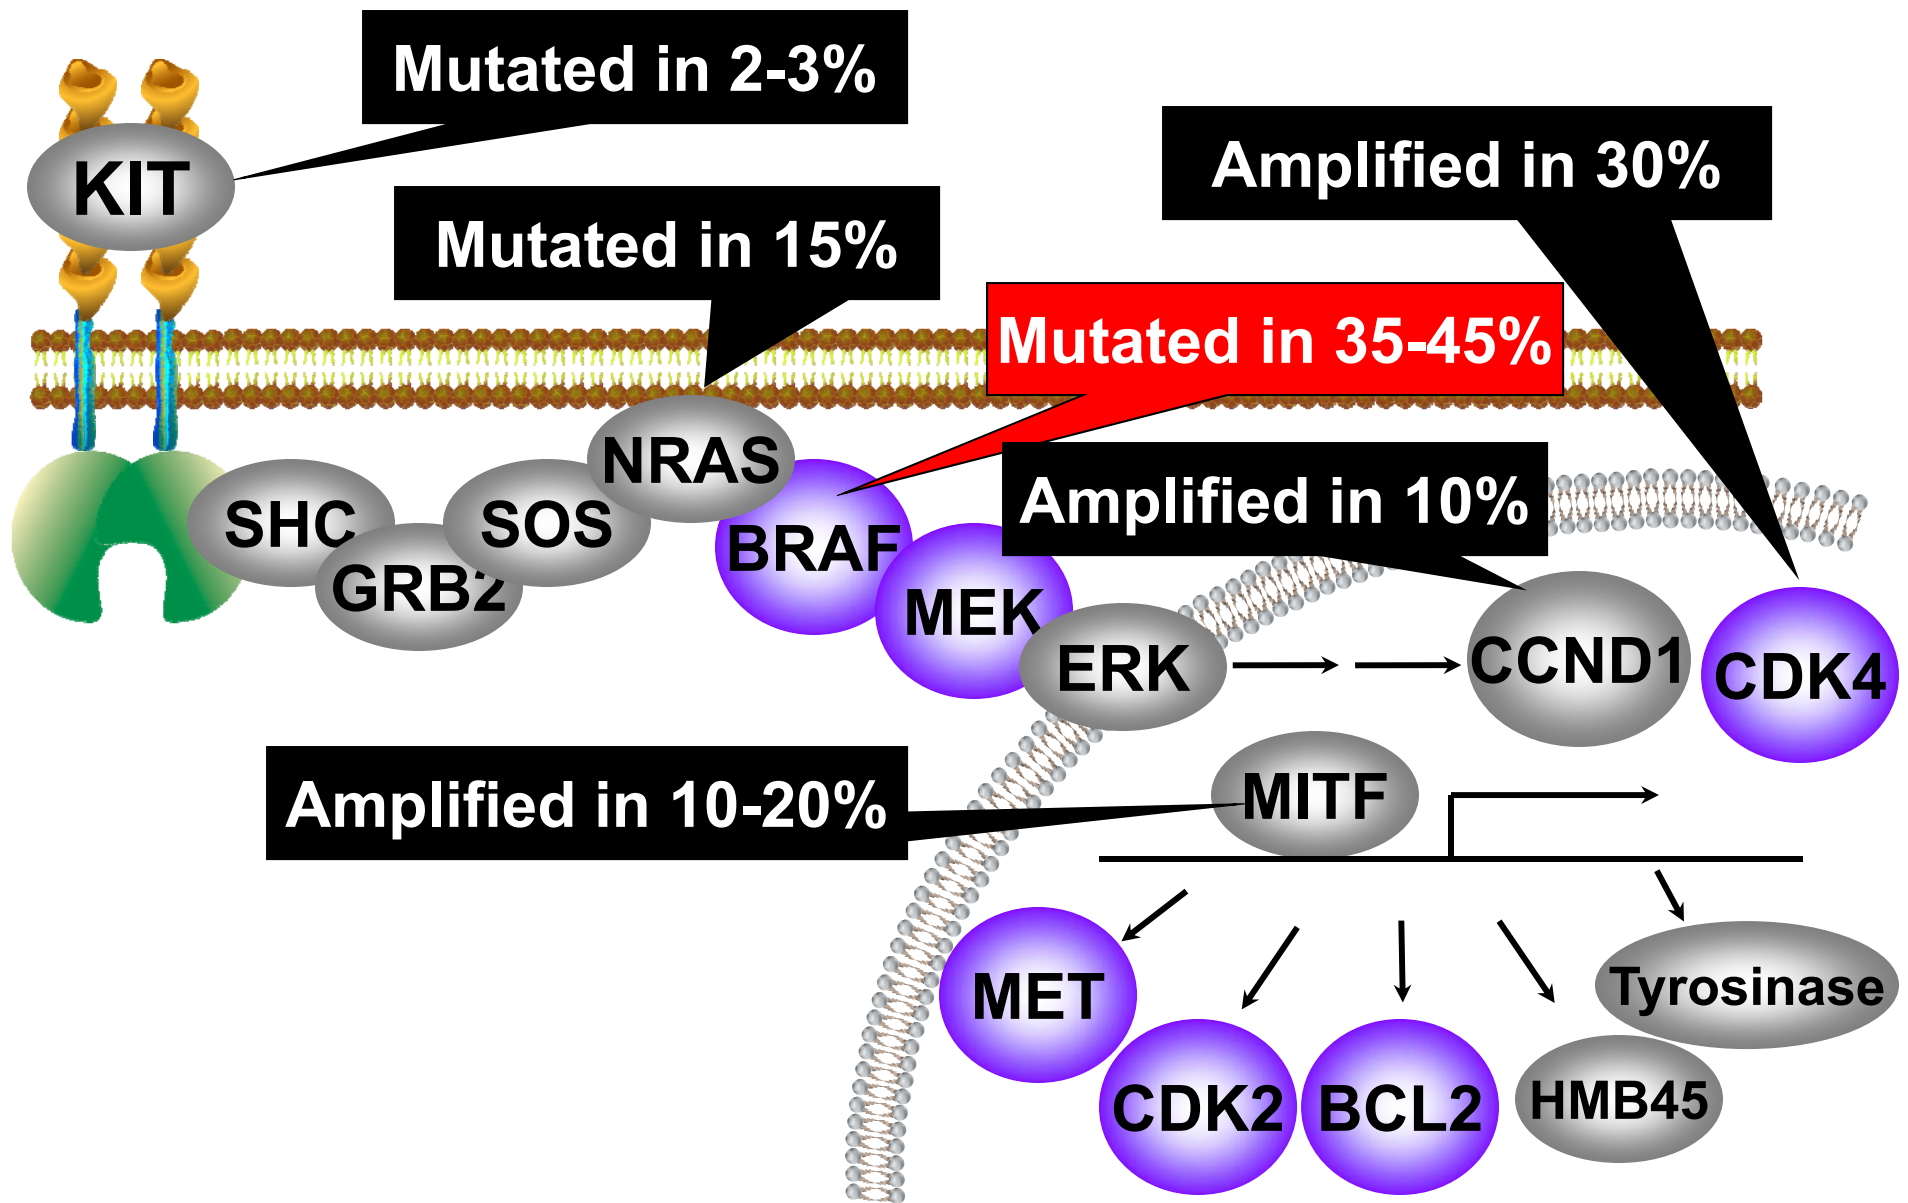 Mutated in 2-3%
KIT
Amplified in 30%
Mutated in 15%
Mutated in 35-45%
NRAS
Amplified in 10%
SHC
SOS
BRAF
GRB2
MEK
ERK
CCND1
CDK4
Amplified in 10-20%
MITF
MET
Tyrosinase
CDK2
BCL2
HMB45